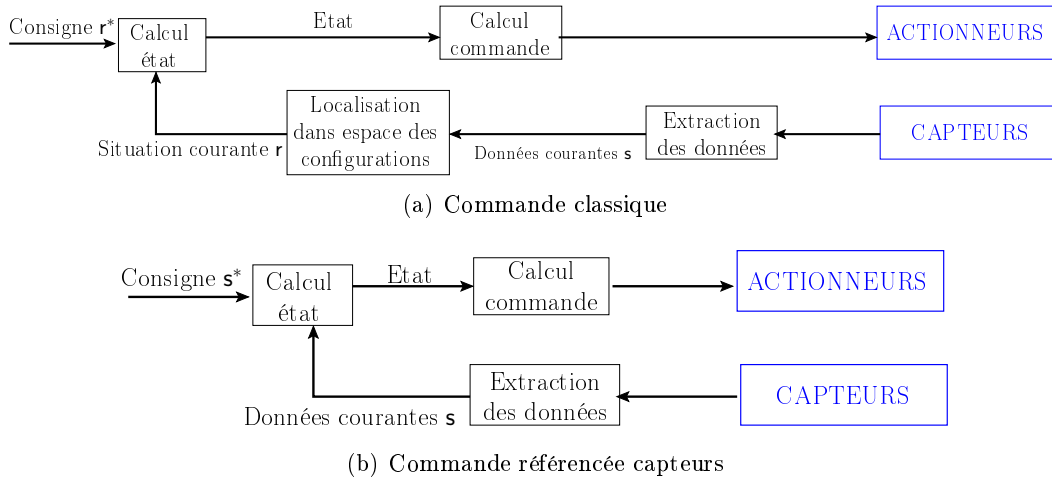 Consigne r*
Calcul
état
Etat
Calcul
commande
ACTIONNEURS
Situation courante r
Localisation
dans espace des
configurations
Données courantes s
Extraction
des données
CAPTEURS
(a) Commande classique
Consigne s*
Calcul
état
Etat
Calcul
commande
ACTIONNEURS
Données courantes s
Extraction
des données
CAPTEURS
(b) Commande référencée capteurs